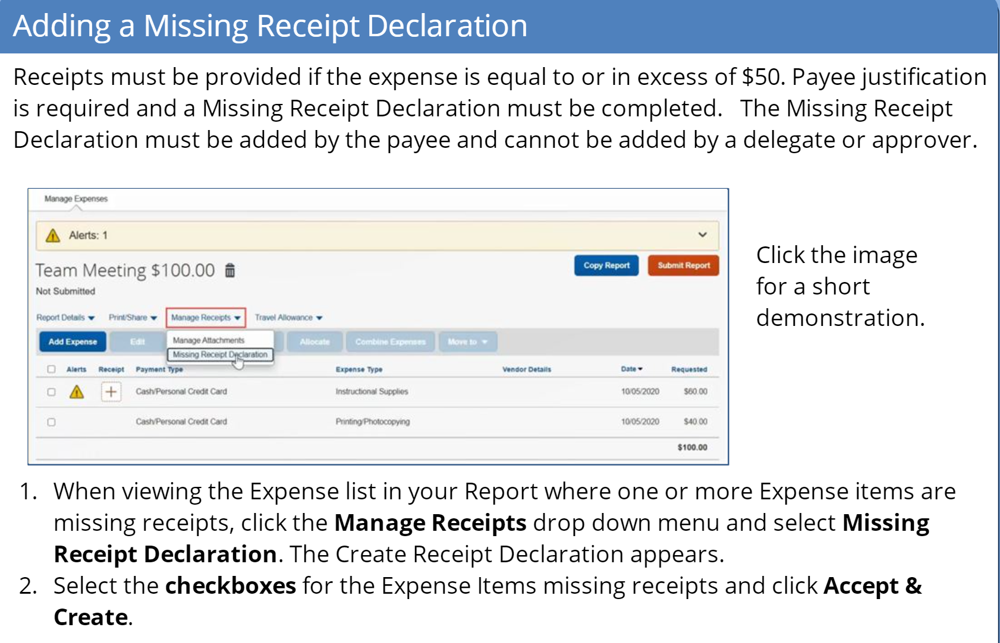 Adding a Missing Receipt Declaration
Receipts must be provided if the expense is equal to or in excess of $50. Payee justification
is required and a Missing Receipt Declaration must be completed.   The Missing Receipt
Declaration must be added by the payee and cannot be added by a delegate or approver.
Manage Expenses
Alerts: 1
Team Meeting $100.00
Copy Report Submit Report
Not Submitted
Report Details Print/Share Manage Receipts Travel Allowance
Add Expense Edit Allocate Combine Expenses Move to
Manage Attachments
Missing Receipt Declaration
Alerts Receipt Payment Type Expense Type Vendor Details Date Requested
Cash/Personal Credit Card Instructional Supplies 10/05/2020 $60.00
Cash/Personal Credit Card Printing/Photocopying 10/05/2020 $40.00
$100.00
Click the image
for a short
demonstration.
1. When viewing the Expense list in your Report where one or more Expense items are
missing receipts, click the Manage Receipts drop down menu and select Missing
Receipt Declaration. The Create Receipt Declaration appears.
2. Select the checkboxes for the Expense Items missing receipts and click Accept &
Create.